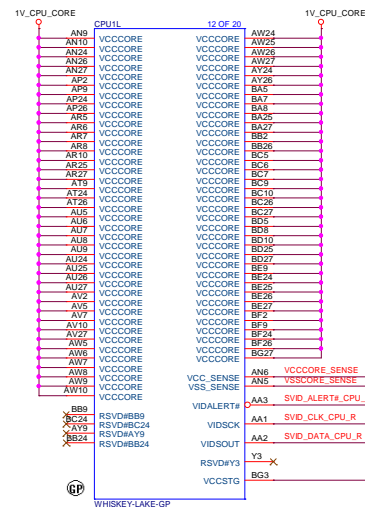 1V_CPU_CORE 1V_CPU_CORE
CPU1L 12 OF 20
AN9 VCCCORE VCCCORE AW24
AN10 VCCCORE VCCCORE AW25
AN24 VCCCORE VCCCORE AW26
AN26 VCCCORE VCCCORE AW27
AN27 VCCCORE VCCCORE AY24
AP2 VCCCORE VCCCORE AY26
AP9 VCCCORE VCCCORE BA5
AP24 VCCCORE VCCCORE BA7
AP26 VCCCORE VCCCORE BA8
AR5 VCCCORE VCCCORE BA25
AR6 VCCCORE VCCCORE BA27
AR7 VCCCORE VCCCORE BB2
AR8 VCCCORE VCCCORE BB26
AR10 VCCCORE VCCCORE BC5
AR25 VCCCORE VCCCORE BC6
AR27 VCCCORE VCCCORE BC7
AT9 VCCCORE VCCCORE BC9
AT24 VCCCORE VCCCORE BC10
AT26 VCCCORE VCCCORE BC26
AU5 VCCCORE VCCCORE BC27
AU6 VCCCORE VCCCORE BD5
AU7 VCCCORE VCCCORE BD8
AU8 VCCCORE VCCCORE BD10
AU9 VCCCORE VCCCORE BD25
AU24 VCCCORE VCCCORE BD27
AU25 VCCCORE VCCCORE BE9
AU26 VCCCORE VCCCORE BE24
AU27 VCCCORE VCCCORE BE25
AV2 VCCCORE VCCCORE BE26
AV5 VCCCORE VCCCORE BE27
AV7 VCCCORE VCCCORE BF2
AV10 VCCCORE VCCCORE BF9
AV27 VCCCORE VCCCORE BF24
AW5 VCCCORE VCCCORE BF26
AW6 VCCCORE VCCCORE BG27
AW7 VCCCORE
AW8 VCCCORE VCC_SENSE AN6 VCCCORE_SENSE
AW9 VCCCORE VSS_SENSE AN5 VSSCORE_SENSE
AW10 VCCCORE
VIDALERT# AA3 SVID_ALERT#_CPU_
BB9 RSVD#BB9
BC24 RSVD#BC24 VIDSCK AA1 SVID_CLK_CPU_R
AY9 RSVD#AY9
BB24 RSVD#BB24 VIDSOUT AA2 SVID_DATA_CPU_R
RSVD#Y3 Y3
VCCSTG BG3
GP
WHISKEY-LAKE-GP